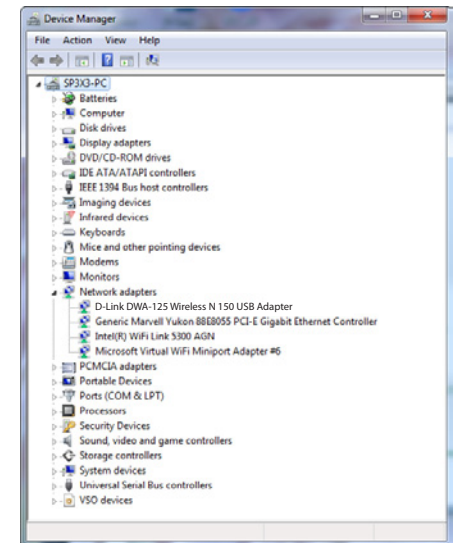 Device Manager
File Action View Help
SP3X3-PC
Batteries
Computer
Disk drives
Display adapters
DVD/CD-ROM drives
IDE ATA/ATAPI controllers
IEEE 1394 Bus host controllers
Imaging devices
Infrared devices
Keyboards
Mice and other pointing devices
Modems
Monitors
Network adapters
D-Link DWA-125 Wireless N 150 USB Adapter
Generic Marvell Yukon 88E8055 PCI-E Gigabit Ethernet Controller
Intel(R) WiFi Link 5300 AGN
Microsoft Virtual WiFi Miniport Adapter #6
PCMCIA adapters
Portable Devices
Ports (COM & LPT)
Processors
Security Devices
Sound, video and game controllers
Storage controllers
System devices
Universal Serial Bus controllers
VSO devices